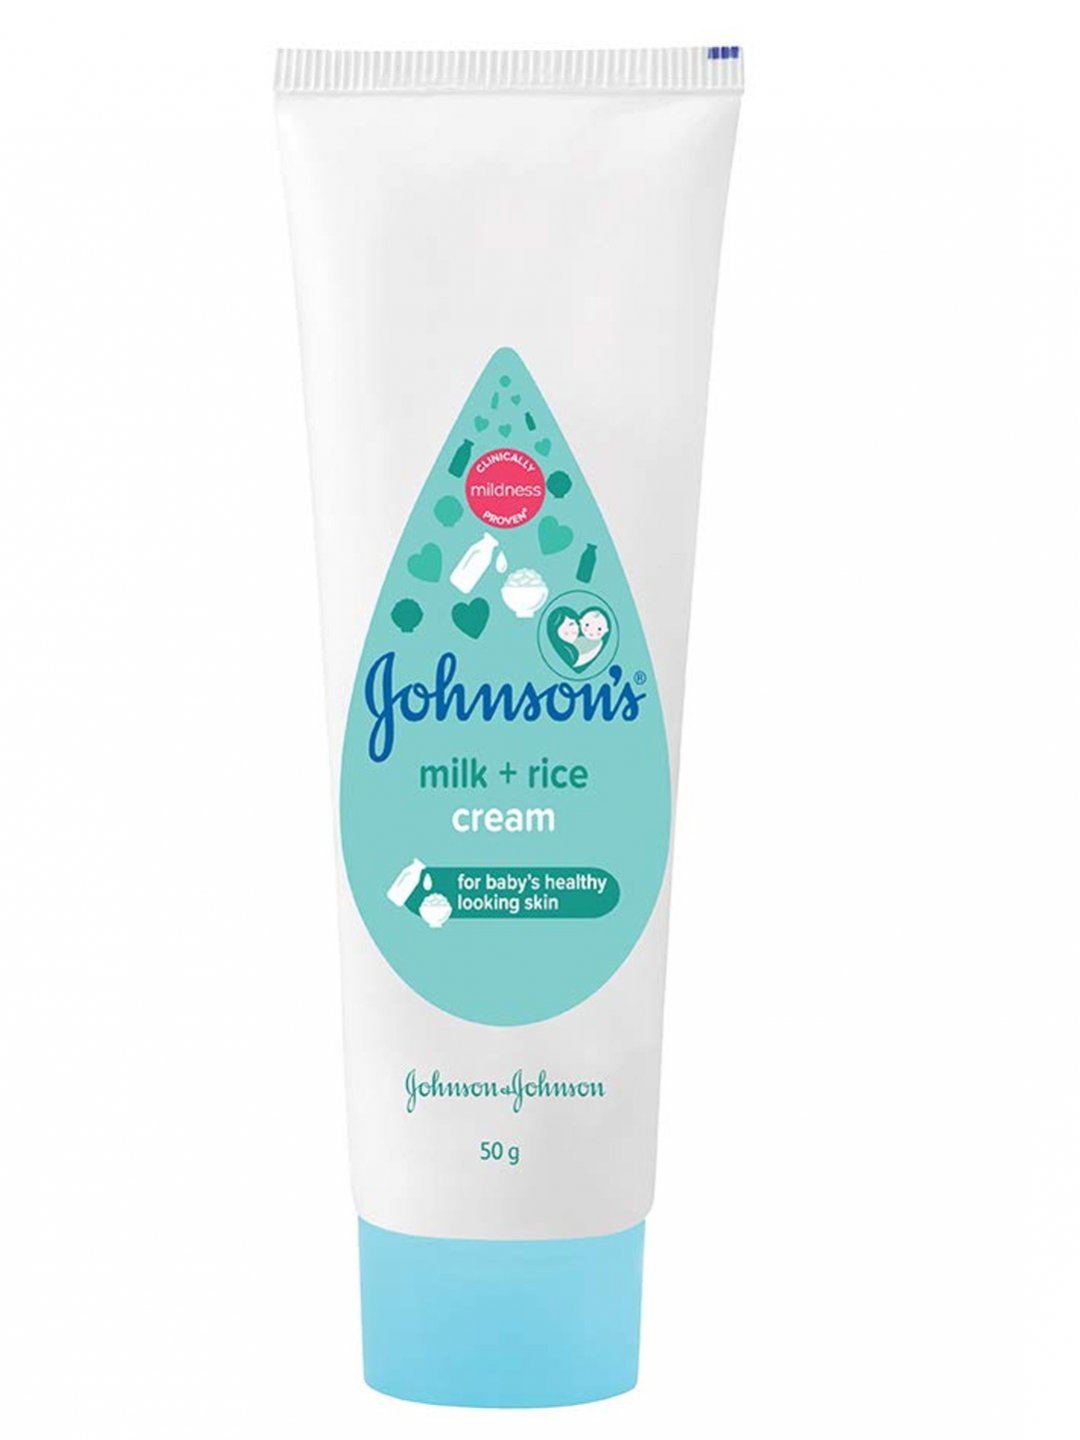 CLINICALLY
mildness
PROVEN*
Johnson's®
milk + rice
cream
for baby's healthy
looking skin
Johnson & Johnson
50 g